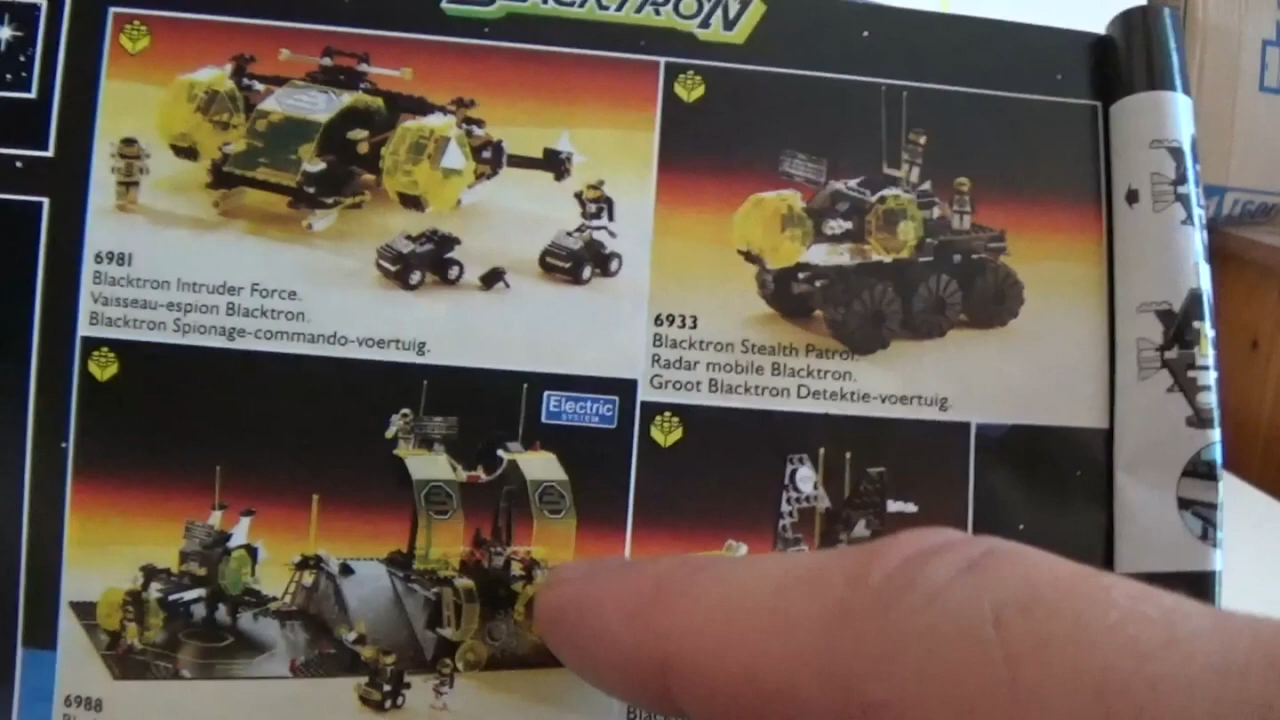 BLACKTRON
6981
Blacktron Intruder Force.
Vaisseau-espion Blacktron.
Blacktron Spionage-commando-voertuig.
6933
Blacktron Stealth Patrol.
Radar mobile Blacktron.
Groot Blacktron Detektie-voertuig.
Electric
SYSTEM
6988